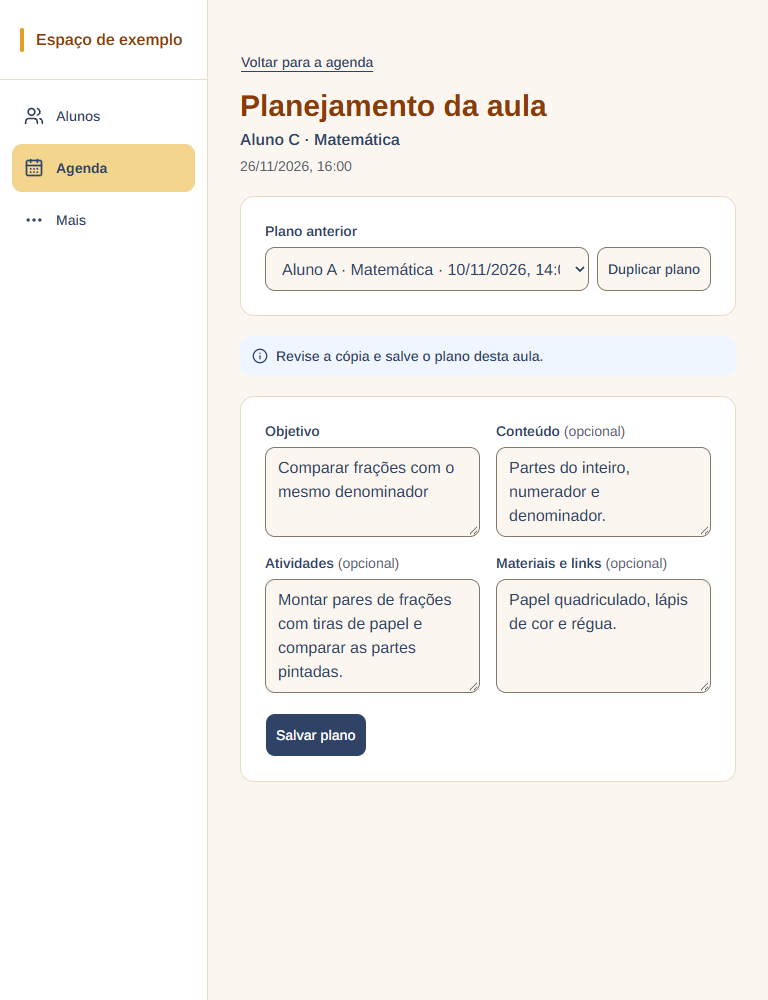 Espaço de exemplo
Alunos
Agenda
Mais
Voltar para a agenda
Planejamento da aula
Aluno C · Matemática
26/11/2026, 16:00
Plano anterior
Aluno A · Matemática · 10/11/2026, 14:
Duplicar plano
Revise a cópia e salve o plano desta aula.
Objetivo
Comparar frações com o
mesmo denominador
Conteúdo (opcional)
Partes do inteiro,
numerador e
denominador.
Atividades (opcional)
Montar pares de frações
com tiras de papel e
comparar as partes
pintadas.
Materiais e links (opcional)
Papel quadriculado, lápis
de cor e régua.
Salvar plano